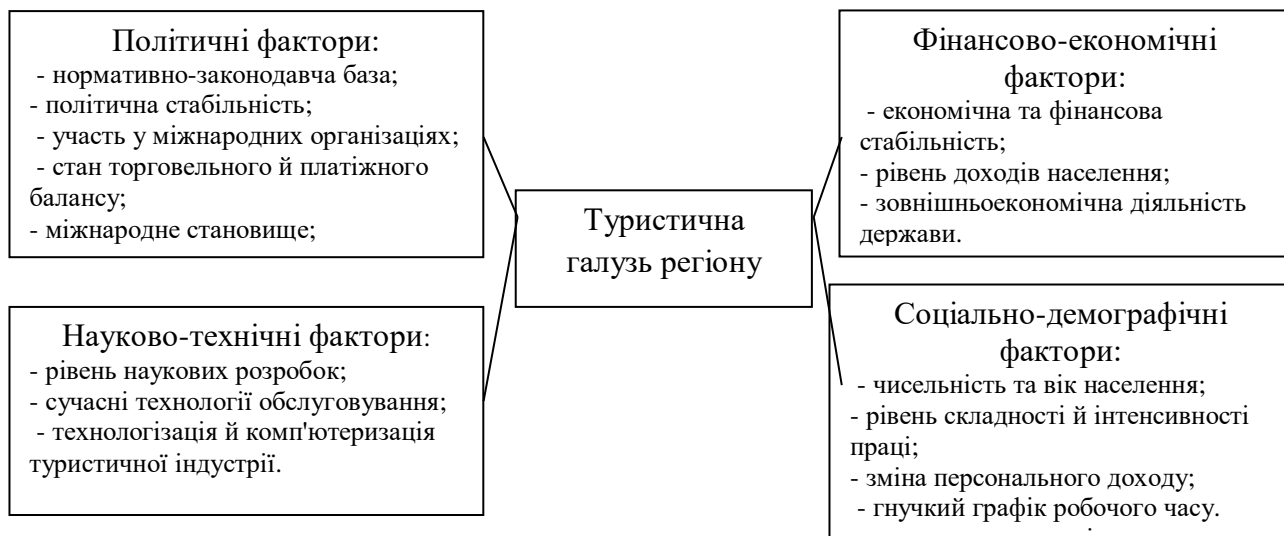 Політичні фактори:
- нормативно-законодавча база;
- політична стабільність;
- участь у міжнародних організаціях;
- стан торговельного й платіжного
балансу;
- міжнародне становище;
Науково-технічні фактори:
- рівень наукових розробок;
- сучасні технології обслуговування;
- технологізація й комп'ютеризація
туристичної індустрії.
Туристична
галузь регіону
Фінансово-економічні
фактори:
- економічна та фінансова
стабільність;
- рівень доходів населення;
- зовнішньоекономічна діяльність
держави.
Соціально-демографічні
фактори:
- чисельність та вік населення;
- рівень складності й інтенсивності
праці;
- зміна персонального доходу;
- гнучкий графік робочого часу.